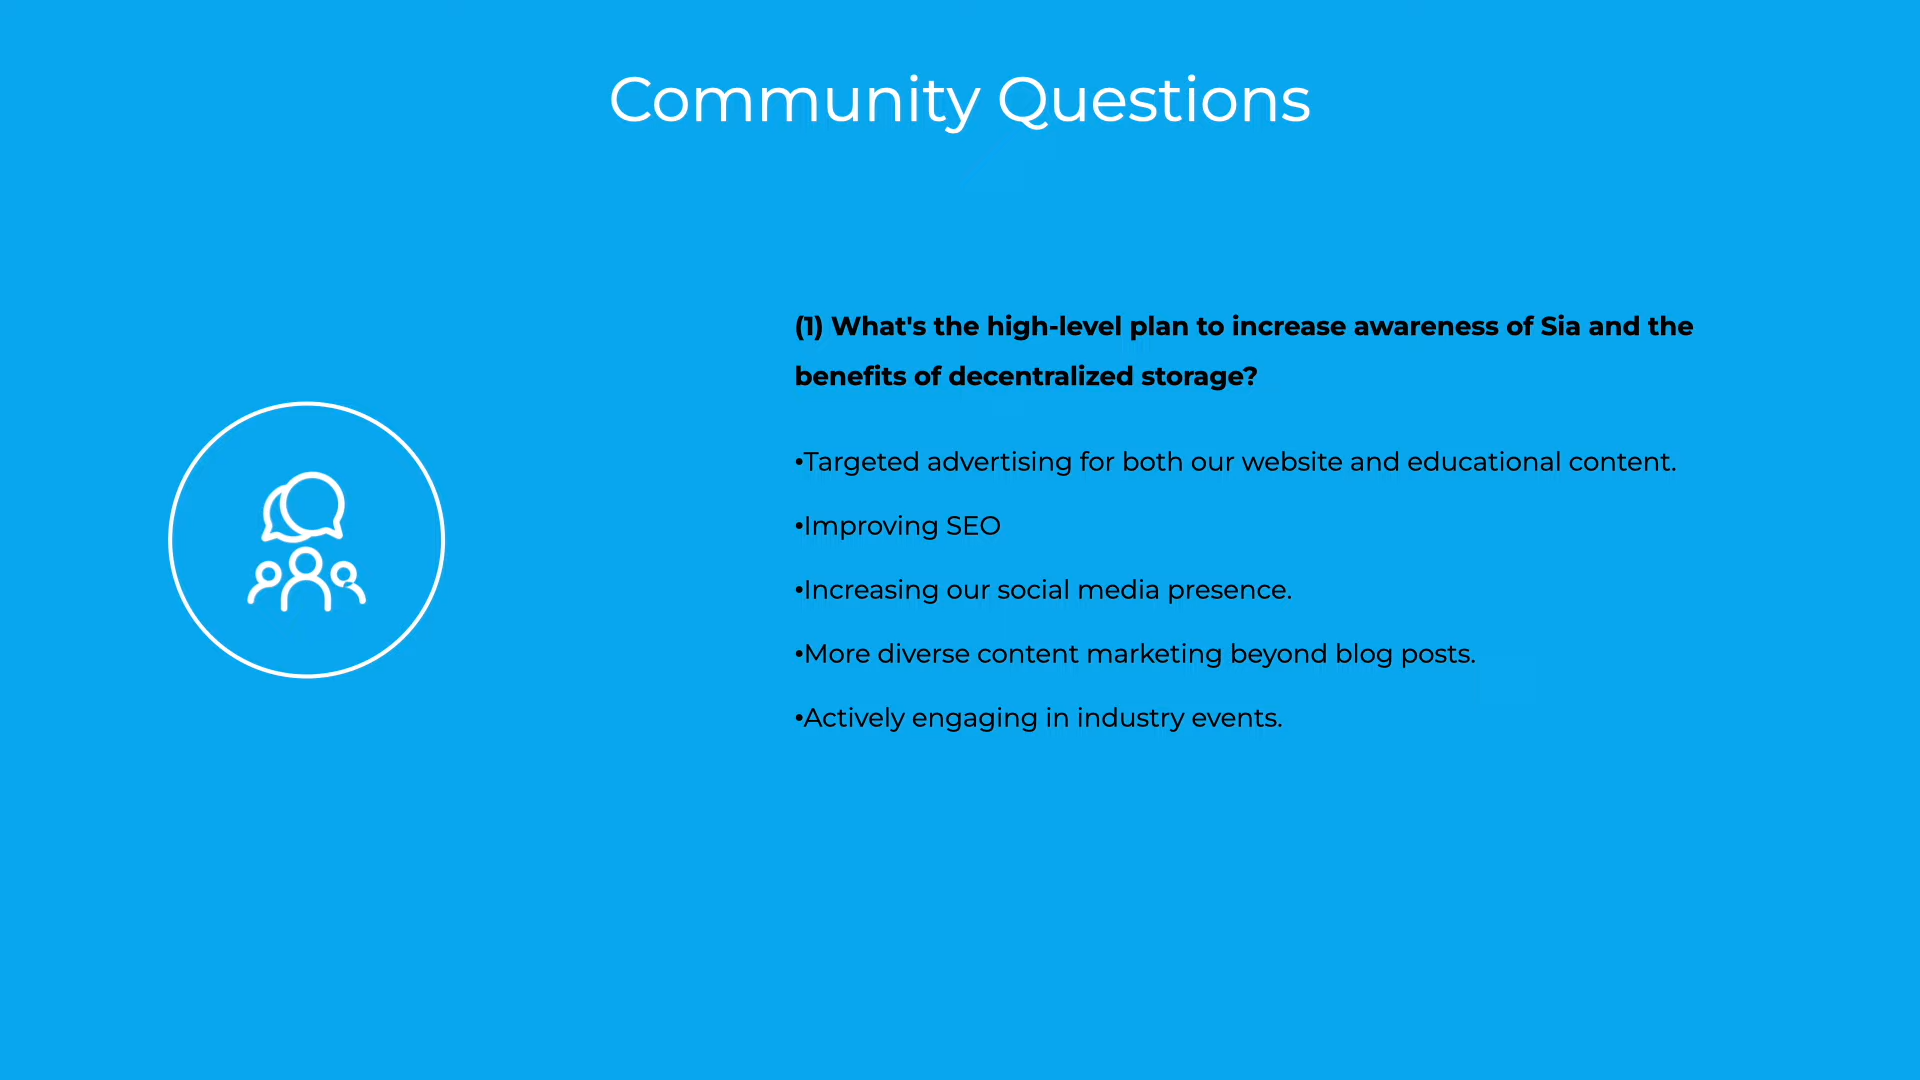 Community Questions
(1) What's the high-level plan to increase awareness of Sia and the
benefits of decentralized storage?
•Targeted advertising for both our website and educational content.
•Improving SEO
•Increasing our social media presence.
•More diverse content marketing beyond blog posts.
•Actively engaging in industry events.